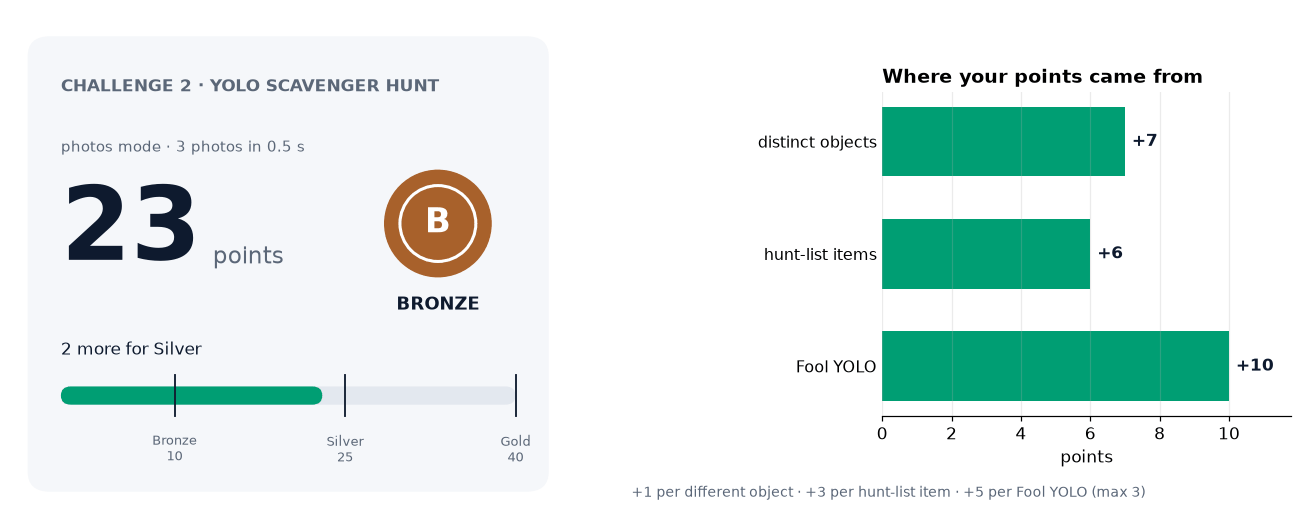 CHALLENGE 2 · YOLO SCAVENGER HUNT
photos mode · 3 photos in 0.5 s
23 points
B
BRONZE
2 more for Silver
Bronze
10
Silver
25
Gold
40
Where your points came from
distinct objects
+7
hunt-list items
+6
Fool YOLO
+10
0 2 4 6 8 10
points
+1 per different object · +3 per hunt-list item · +5 per Fool YOLO (max 3)